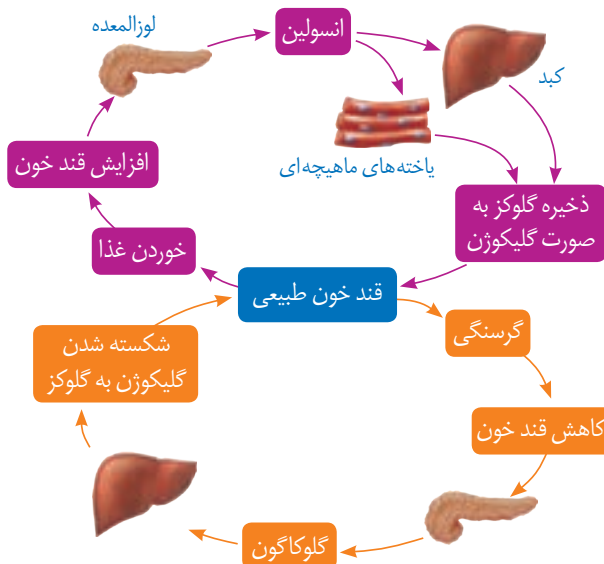 لوزالمعده
انسولین
کبد
یاخته‌های ماهیچه‌ای
افزایش قند خون
ذخیره گلوکز به
صورت گلیکوژن
خوردن غذا
قند خون طبیعی
گرسنگی
شکسته شدن
گلیکوژن به گلوکز
کاهش قند خون
گلوکاگون